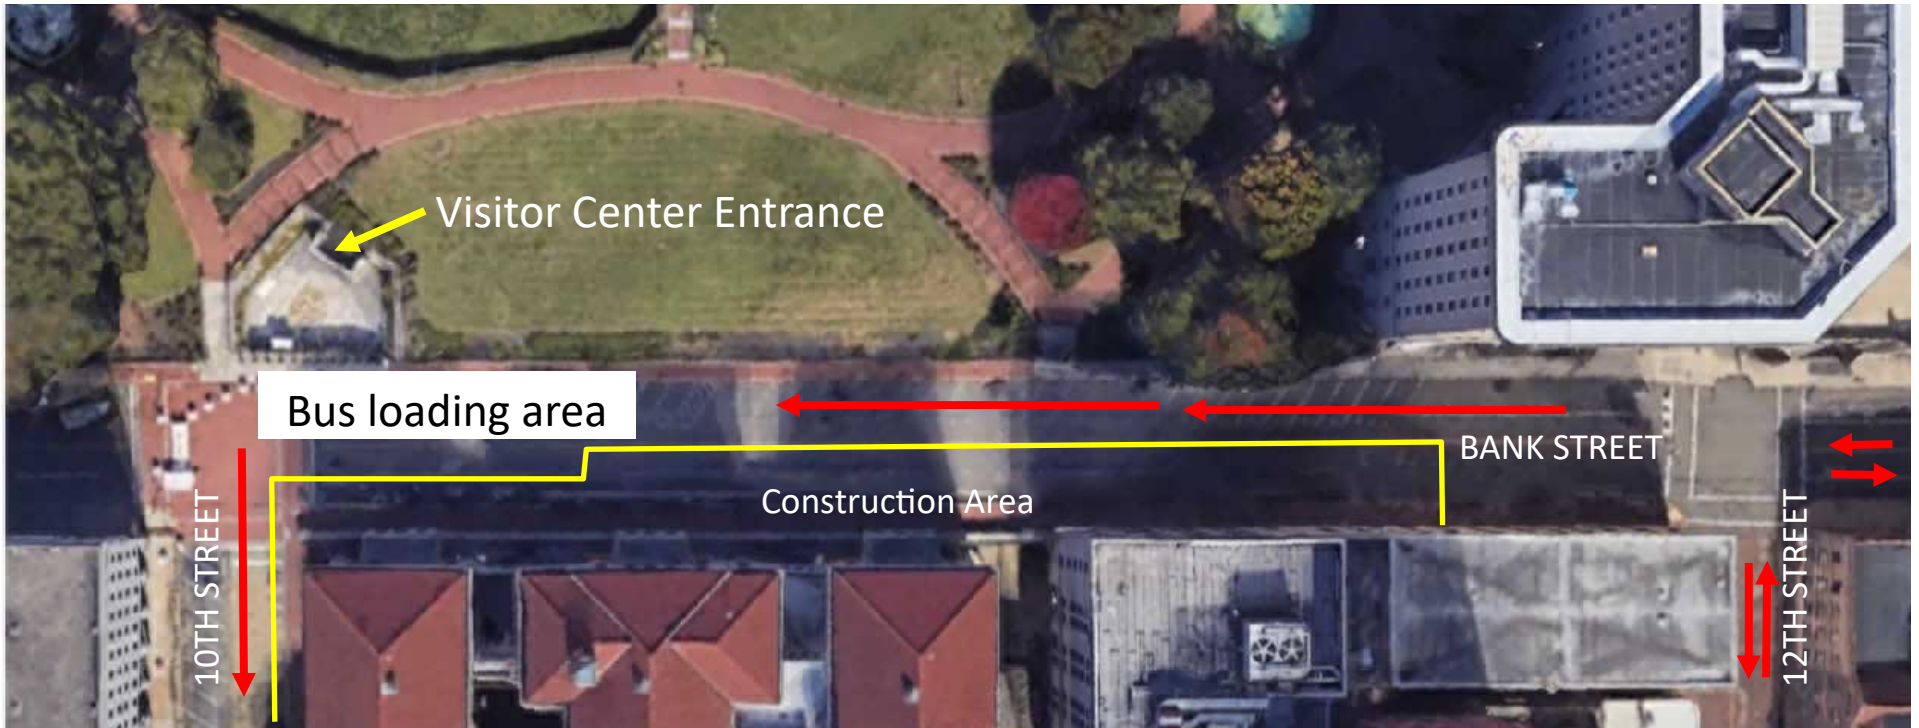 Visitor Center Entrance
Bus loading area
BANK STREET
Construction Area
10TH STREET
12TH STREET